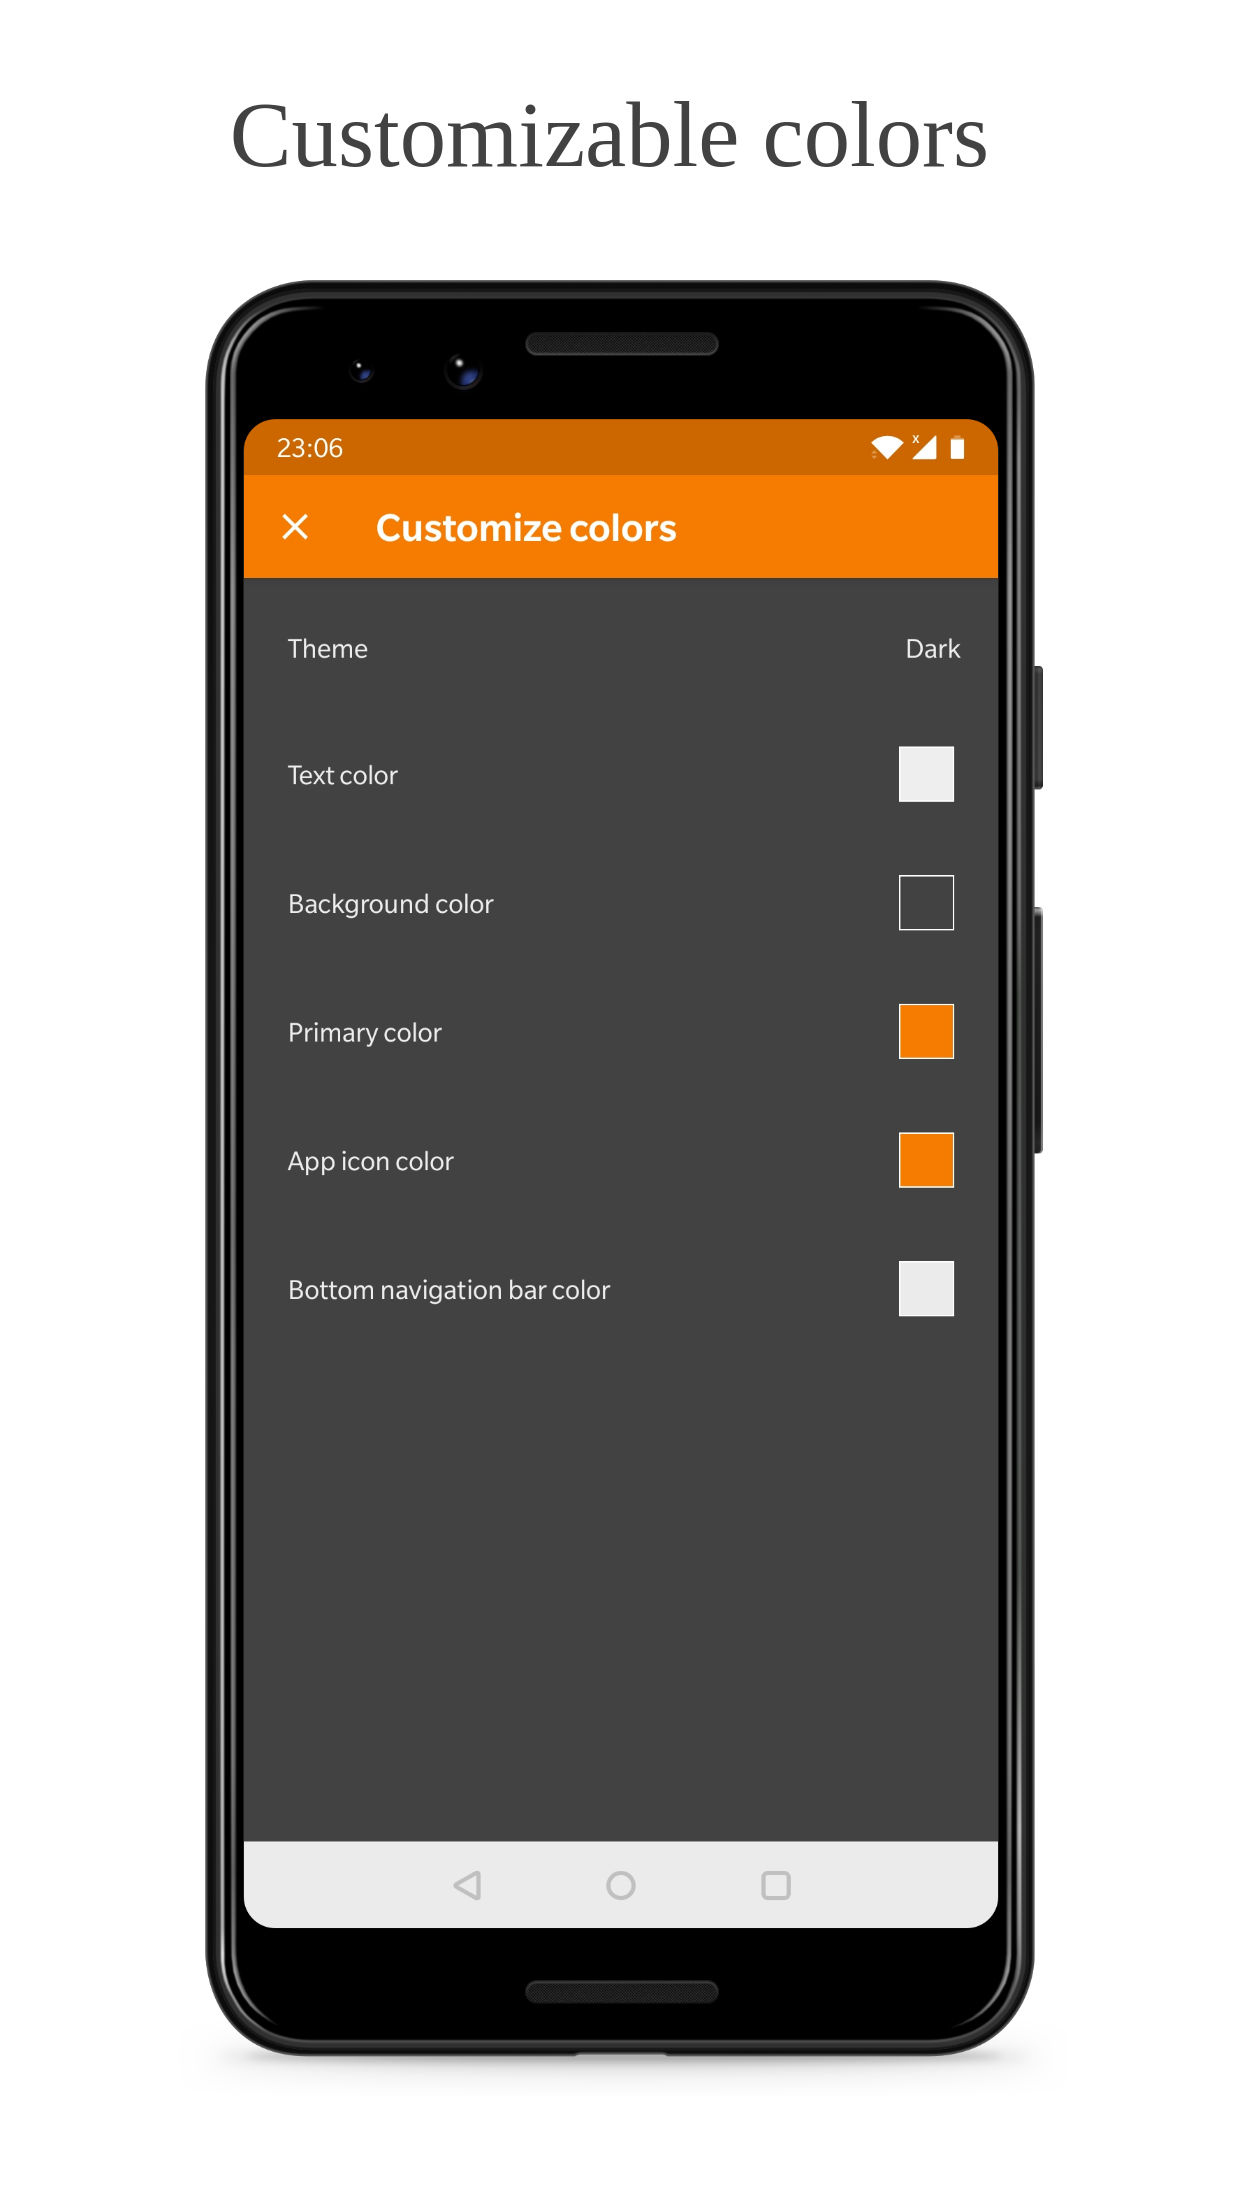 Customizable colors
23:06
x
Customize colors
Theme Dark
Text color
Background color
Primary color
App icon color
Bottom navigation bar color